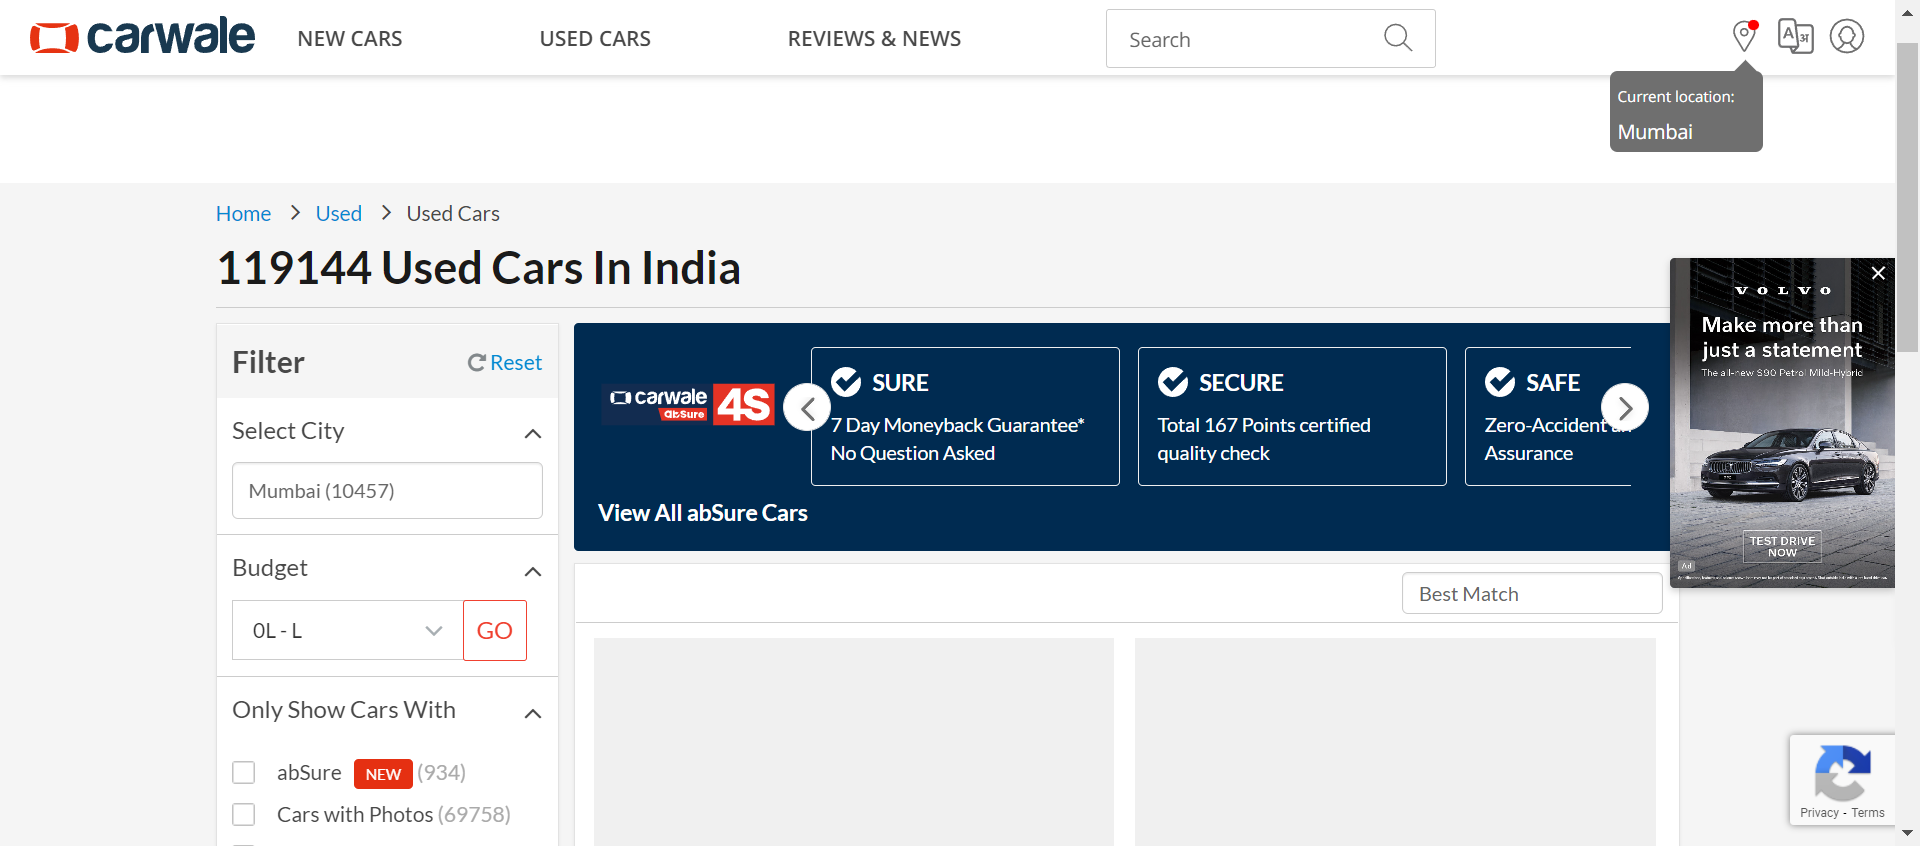 carwale
NEW CARS
USED CARS
REVIEWS & NEWS
Search
A अ
Current location:
Mumbai
Home > Used > Used Cars
119144 Used Cars In India
Filter
Reset
Select City
Mumbai (10457)
Budget
0L - L
GO
Only Show Cars With
abSure NEW (934)
Cars with Photos (69758)
carwale
abSure
4S
SURE
7 Day Moneyback Guarantee*
No Question Asked
SECURE
Total 167 Points certified
quality check
SAFE
Zero-Accident
Assurance
View All abSure Cars
Best Match
VOLVO
Make more than
just a statement
The all-new S90 Petrol Mild-Hybrid
TEST DRIVE
NOW
Ad
Privacy - Terms